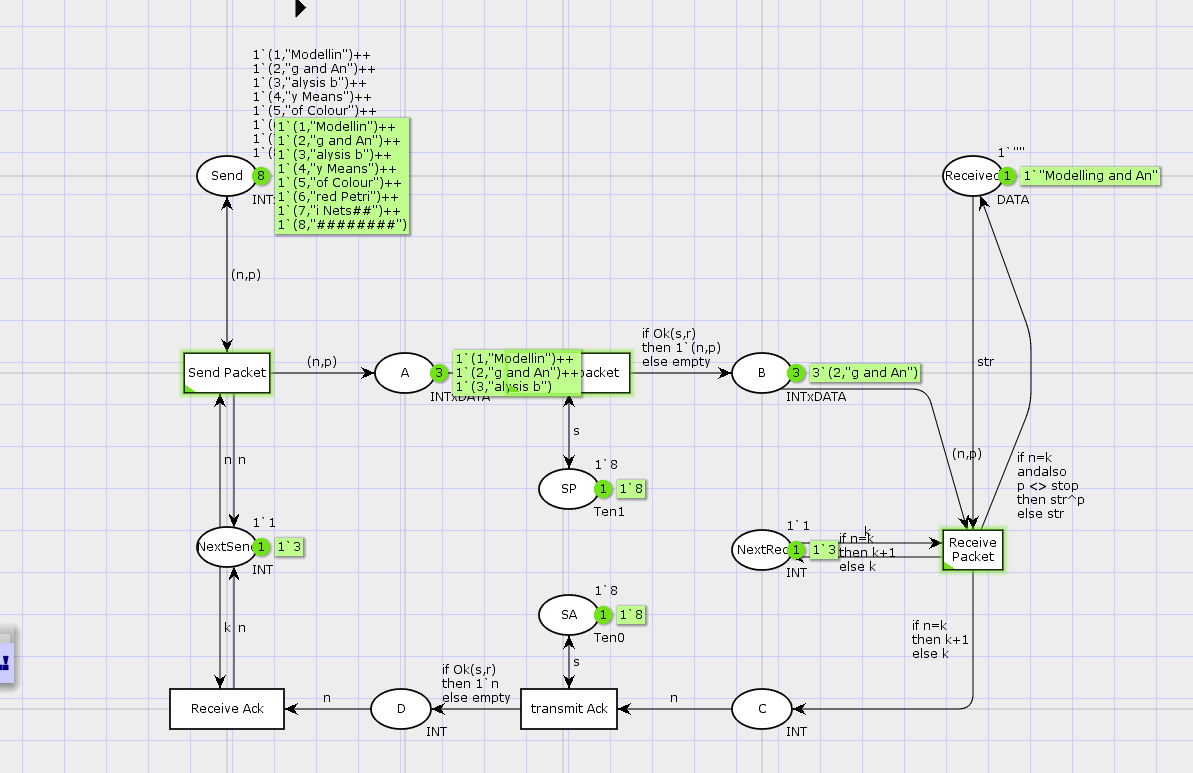 1`(1,"Modellin")++
1`(2,"g and An")++
1`(3,"alysis b")++
1`(4,"y Means")++
1`(5,"of Colour")++
1`(
1`(
1`(
1`(1,"Modellin")++
1`(2,"g and An")++
1`(3,"alysis b")++
1`(4,"y Means")++
1`(5,"of Colour")++
1`(6,"red Petri")++
1`(7,"i Nets##")++
1`(8,"########")
Send
8
INTx
1`""
Received
1
1`"Modelling and An"
DATA
(n,p)
str
Send Packet
(n,p)
A
3
1`(1,"Modellin")++
1`(2,"g and An")++
1`(3,"alysis b")
INTxDATA
packet
if Ok(s,r)
then 1`(n,p)
else empty
B
3
3`(2,"g and An")
INTxDATA
s
n
n
(n,p)
if n=k
andalso
p <> stop
then str^p
else str
1`8
SP
1
1`8
Ten1
1`1
NextSend
1
1`3
INT
1`1
NextRec
1
1`3
INT
k
if n=k
then k+1
else k
Receive
Packet
1`8
SA
1
1`8
Ten0
k
n
s
if n=k
then k+1
else k
if Ok(s,r)
then 1`n
else empty
Receive Ack
n
D
INT
transmit Ack
n
C
INT